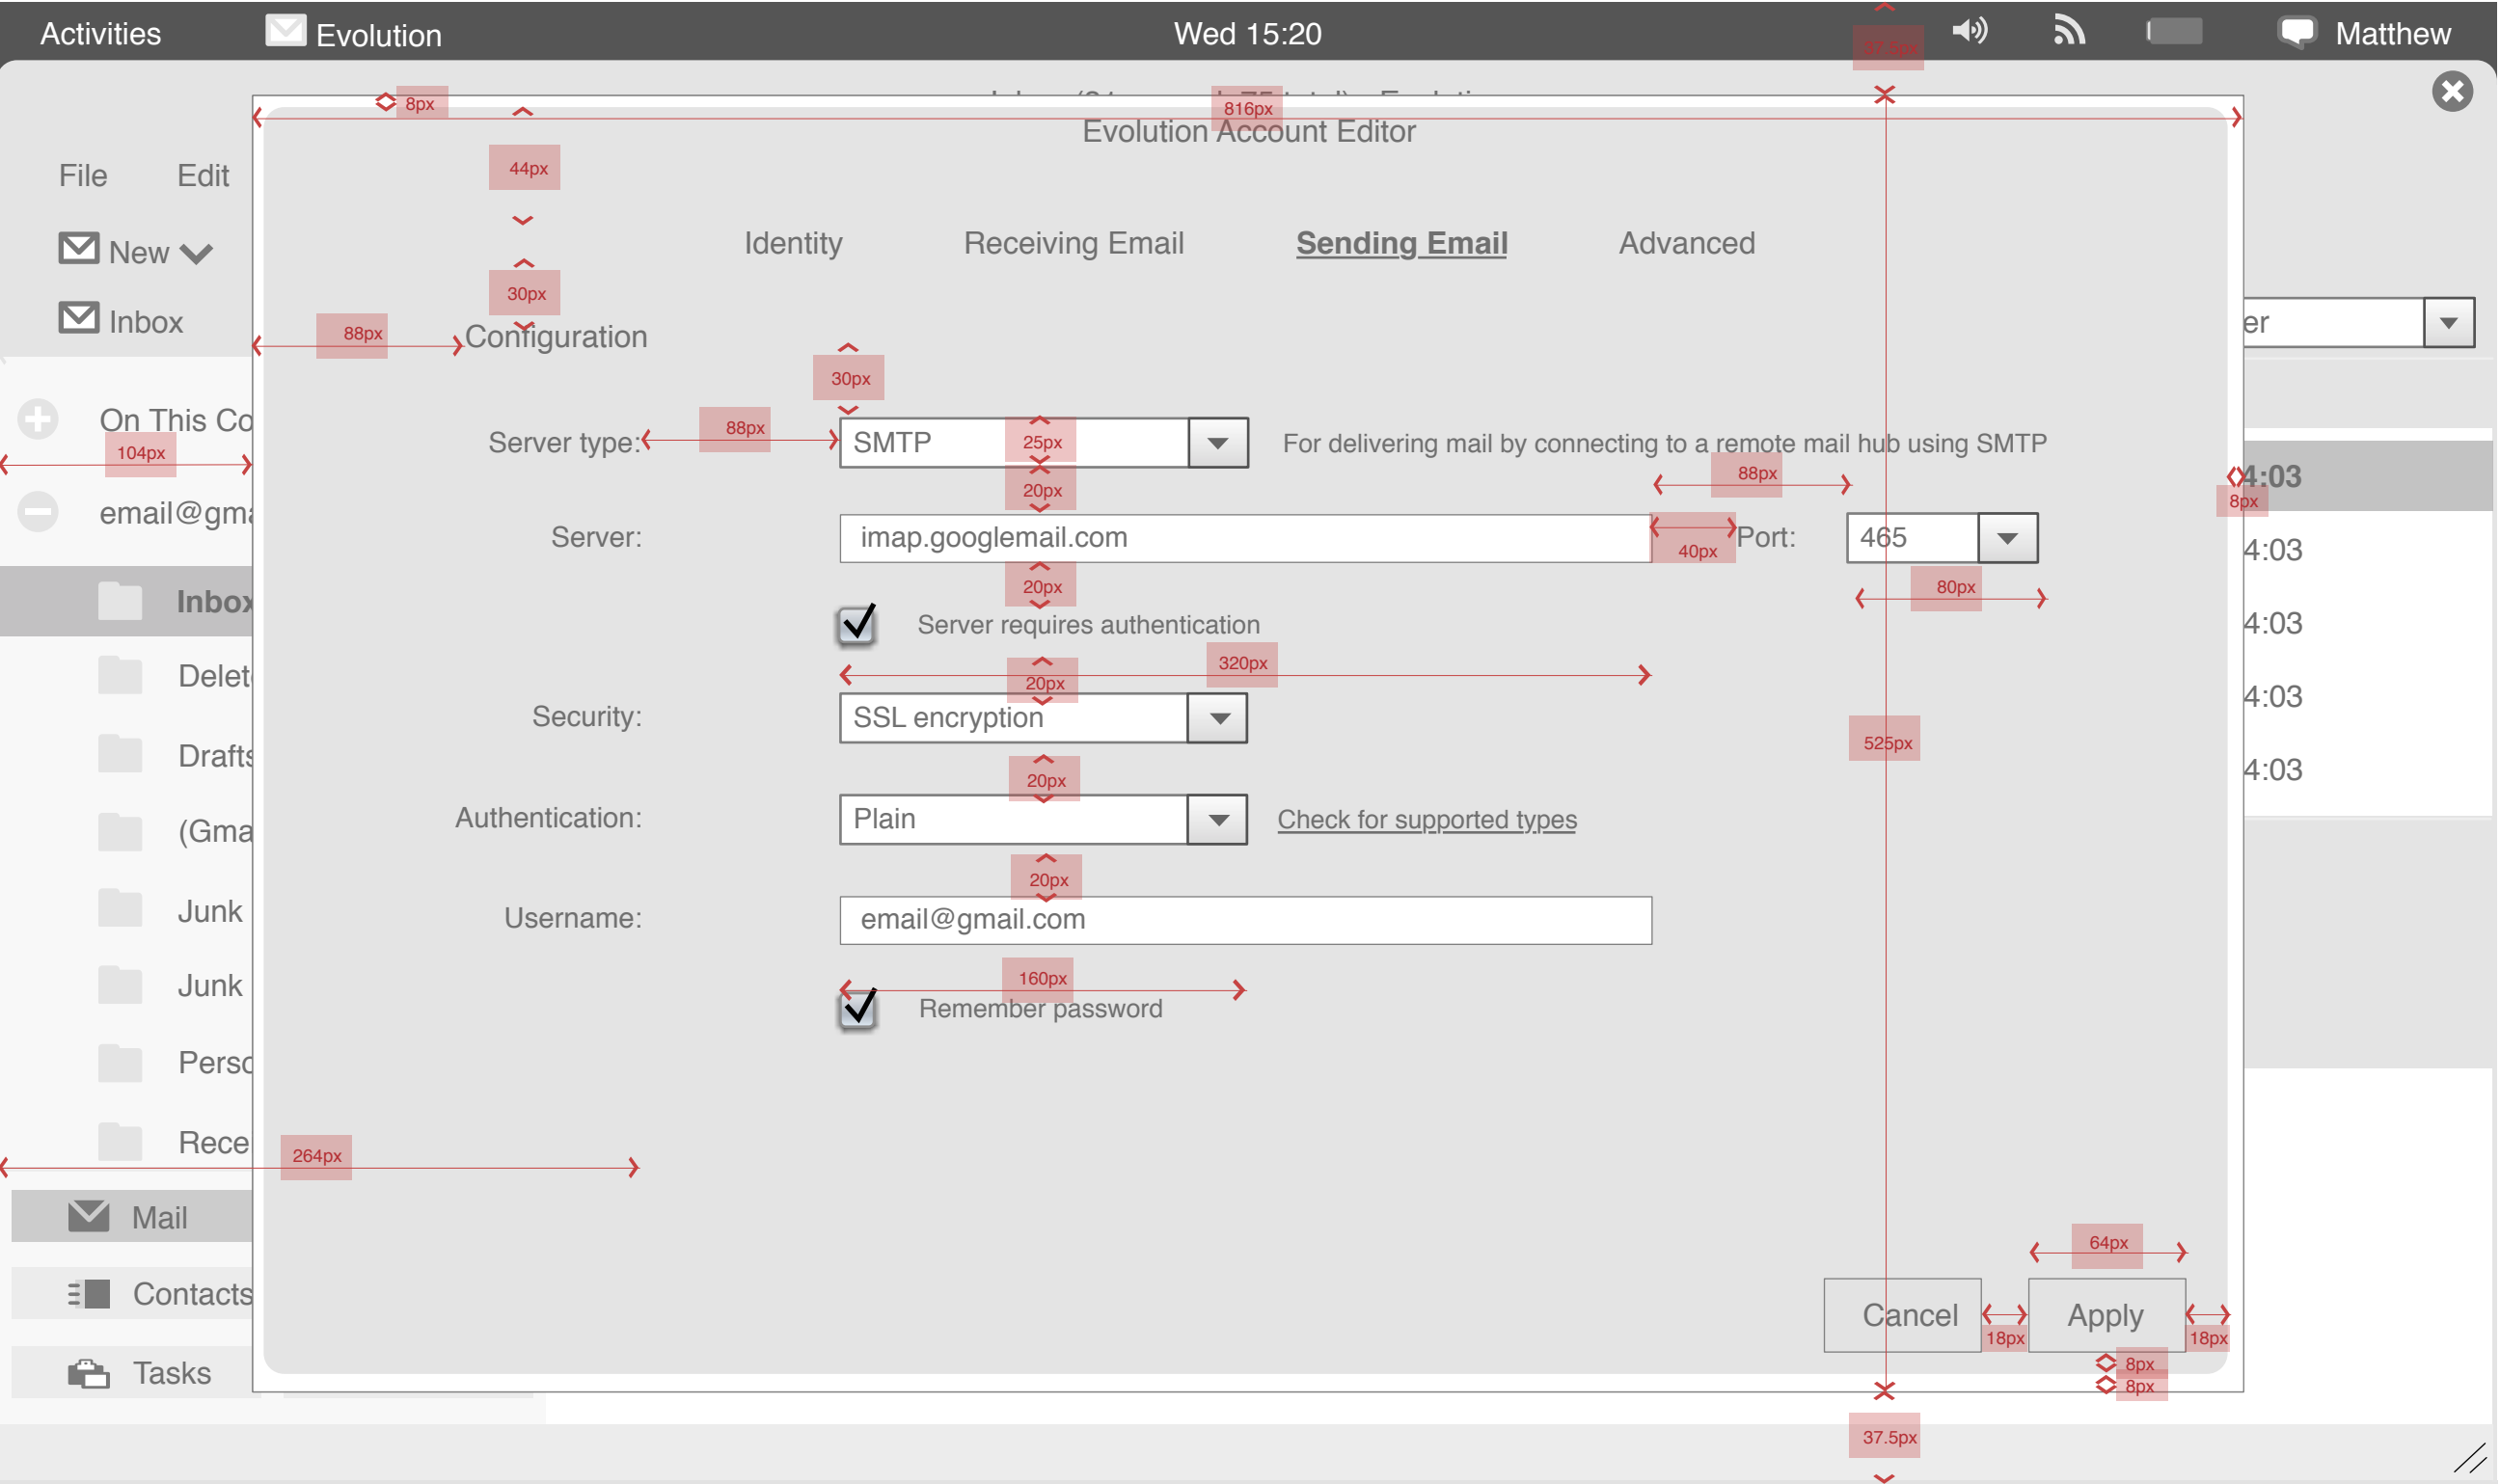 Activities Evolution Wed 15:20 37.5px Matthew
8px 816px
Evolution Account Editor
File Edit 44px
Identity Receiving Email Sending Email Advanced
New
30px
Inbox 88px Configuration er
30px
On This Co
104px
Server type: 88px SMTP 25px For delivering mail by connecting to a remote mail hub using SMTP
88px 4:03
20px 8px
email@gma Server: imap.googlemail.com 40px Port: 465 4:03
20px 80px
Inbox Server requires authentication 4:03
320px
Delet 20px 4:03
Security: SSL encryption 525px
Drafts 20px 4:03
(Gma Authentication: Plain Check for supported types
20px
Junk Username: email@gmail.com
160px
Junk Remember password
Perso
Rece 264px
Mail
64px
Contacts Cancel 18px Apply 18px
Tasks 8px
8px
37.5px